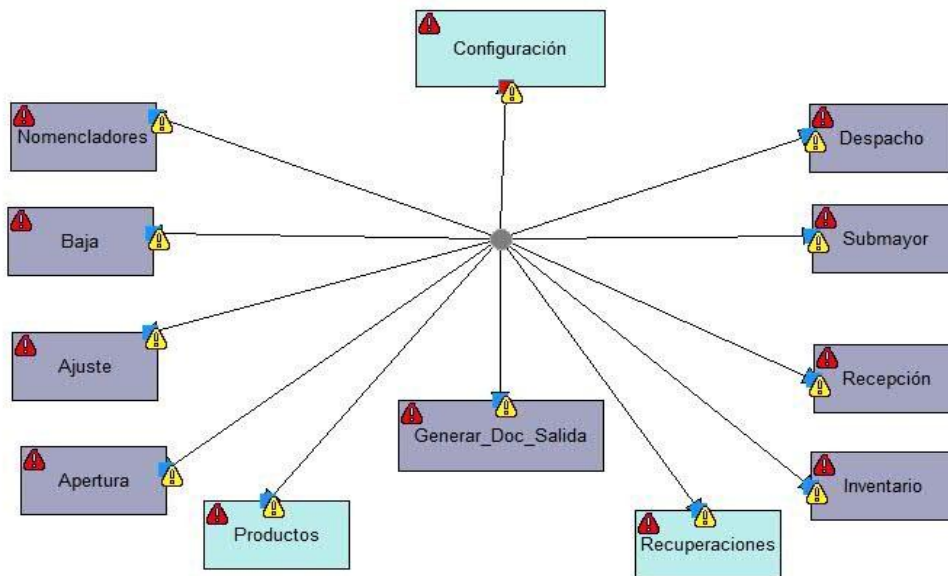 Configuración
Nomencladores
Despacho
Baja
Submayor
Ajuste
Recepción
Generar_Doc_Salida
Apertura
Inventario
Productos
Recuperaciones